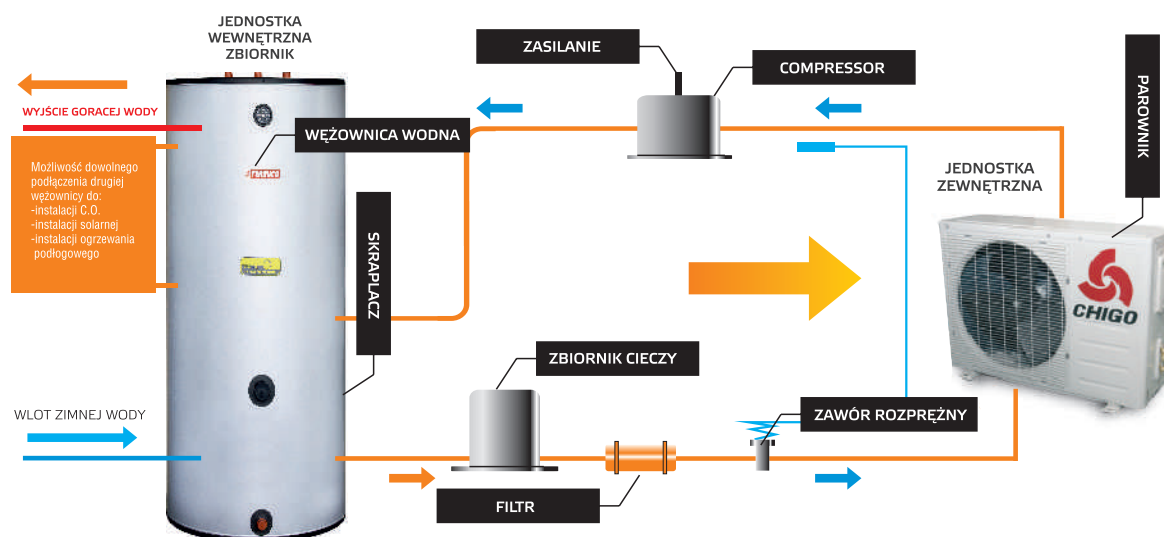 JEDNOSTKA
WEWNĘTRZNA
ZBIORNIK
ZASILANIE
COMPRESSOR
PAROWNIK
WYJŚCIE GORACEJ WODY
WĘŻOWNICA WODNA
Możliwość dowolnego
podłączenia drugiej
wężownicy do:
-instalacji C.O.
-instalacji solarnej
-instalacji ogrzewania
podłogowego
JEDNOSTKA
ZEWNĘTRZNA
SKRAPLACZ
CHIGO
ZBIORNIK CIECZY
WLOT ZIMNEJ WODY
ZAWÓR ROZPRĘŻNY
FILTR